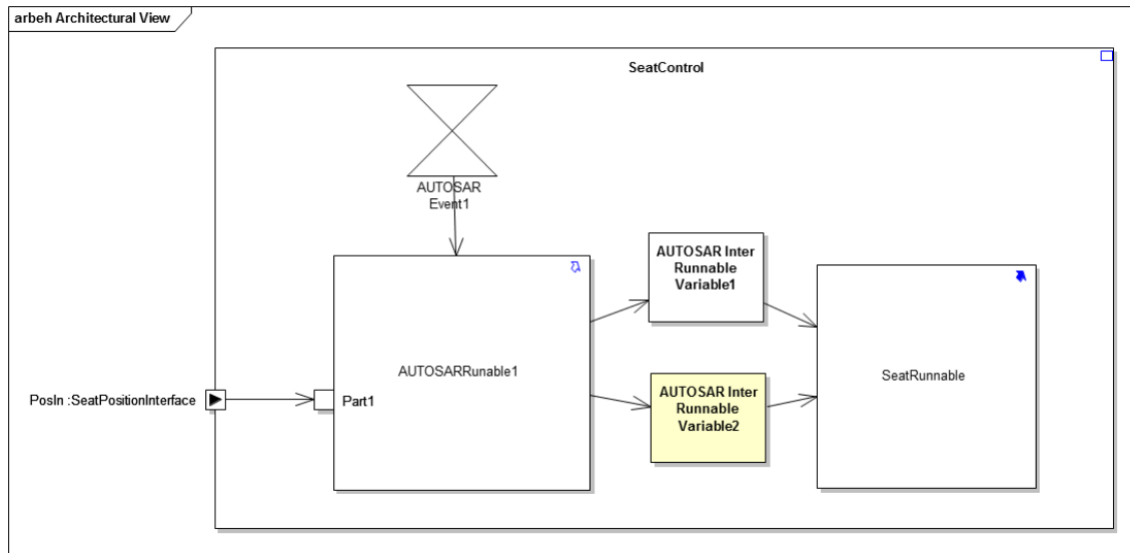 arbeh Architectural View
SeatControl
AUTOSAR
Event1
AUTOSAR Inter
Runnable
Variable1
AUTOSARRunable1
SeatRunnable
PosIn :SeatPositionInterface
Part1
AUTOSAR Inter
Runnable
Variable2